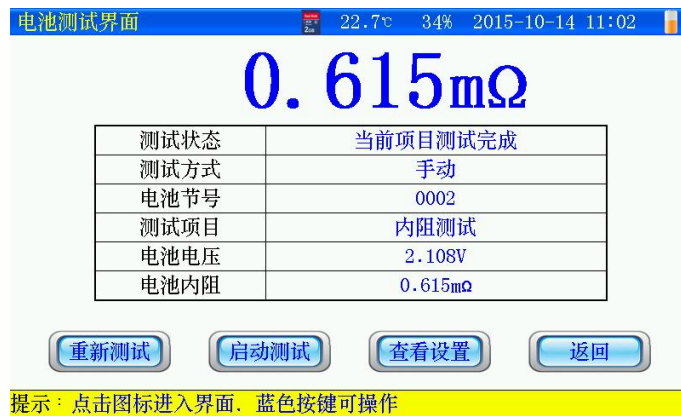 电池测试界面 22.7℃ 34% 2015-10-14 11:02
0.615mΩ
测试状态 当前项目测试完成
测试方式 手动
电池节号 0002
测试项目 内阻测试
电池电压 2.108V
电池内阻 0.615mΩ
重新测试 启动测试 查看设置 返回
提示：点击图标进入界面. 蓝色按键可操作